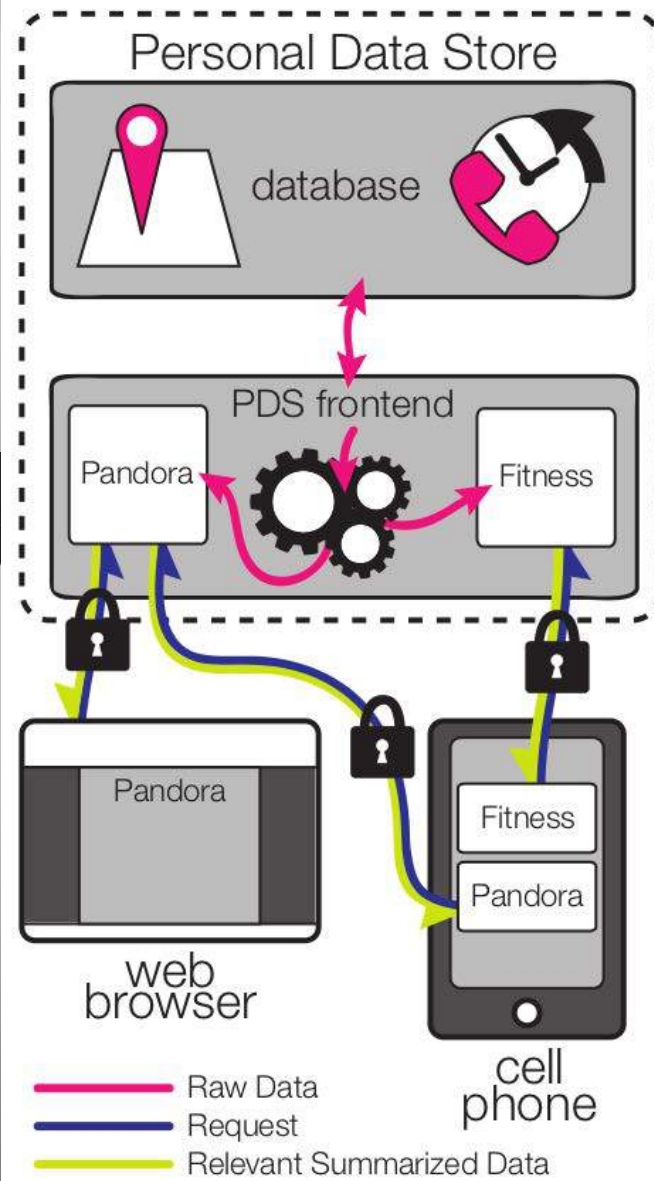 Personal Data Store
database
PDS frontend
Pandora
Fitness
Pandora
Fitness
Pandora
web
browser
cell
phone
Raw Data
Request
Relevant Summarized Data